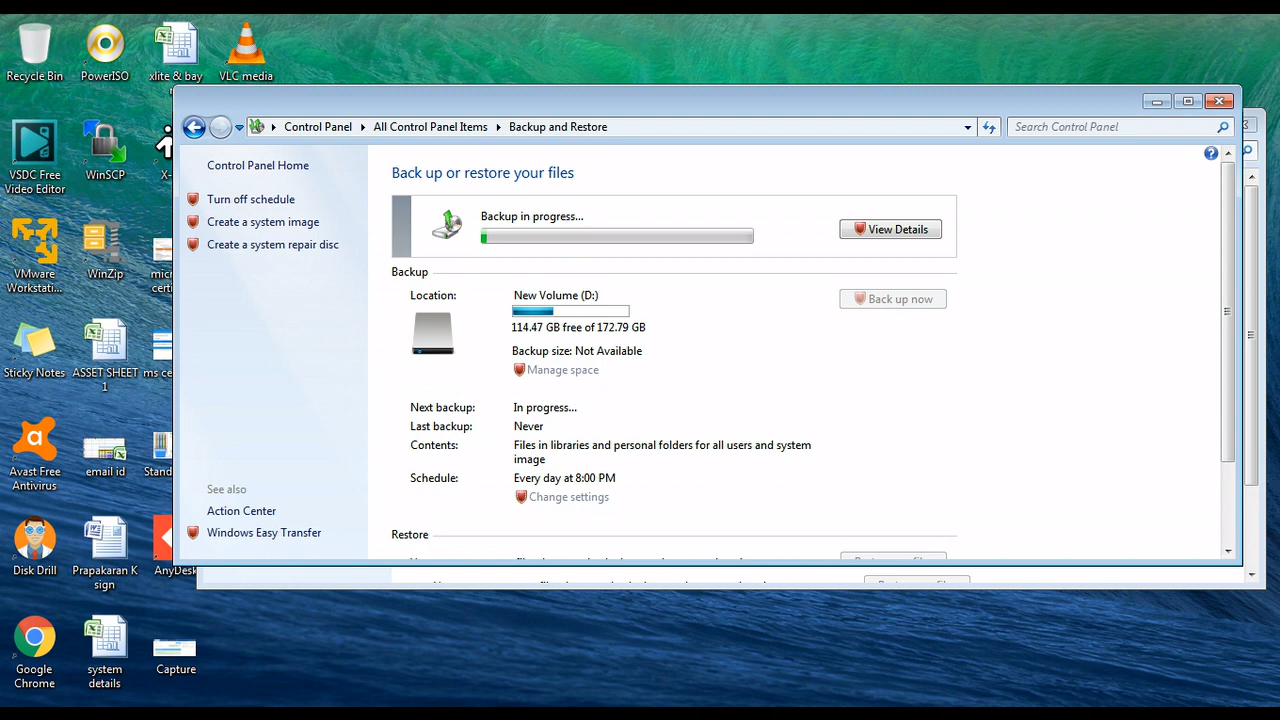 Recycle Bin
PowerISO
xlite & bay
VLC media
VSDC Free
Video Editor
WinSCP
X-
VMware
Workstati...
WinZip
Sticky Notes
ASSET SHEET
1
Avast Free
Antivirus
email id
Disk Drill
Prapakaran K
sign
AnyDesk
Google
Chrome
system
details
Capture
Control Panel
All Control Panel Items
Backup and Restore
Search Control Panel
Control Panel Home
Turn off schedule
Create a system image
Create a system repair disc
See also
Action Center
Windows Easy Transfer
Back up or restore your files
Backup in progress...
View Details
Backup
Location:
New Volume (D:)
Back up now
114.47 GB free of 172.79 GB
Backup size: Not Available
Manage space
Next backup:
In progress...
Last backup:
Never
Contents:
Files in libraries and personal folders for all users and system
image
Schedule:
Every day at 8:00 PM
Change settings
Restore